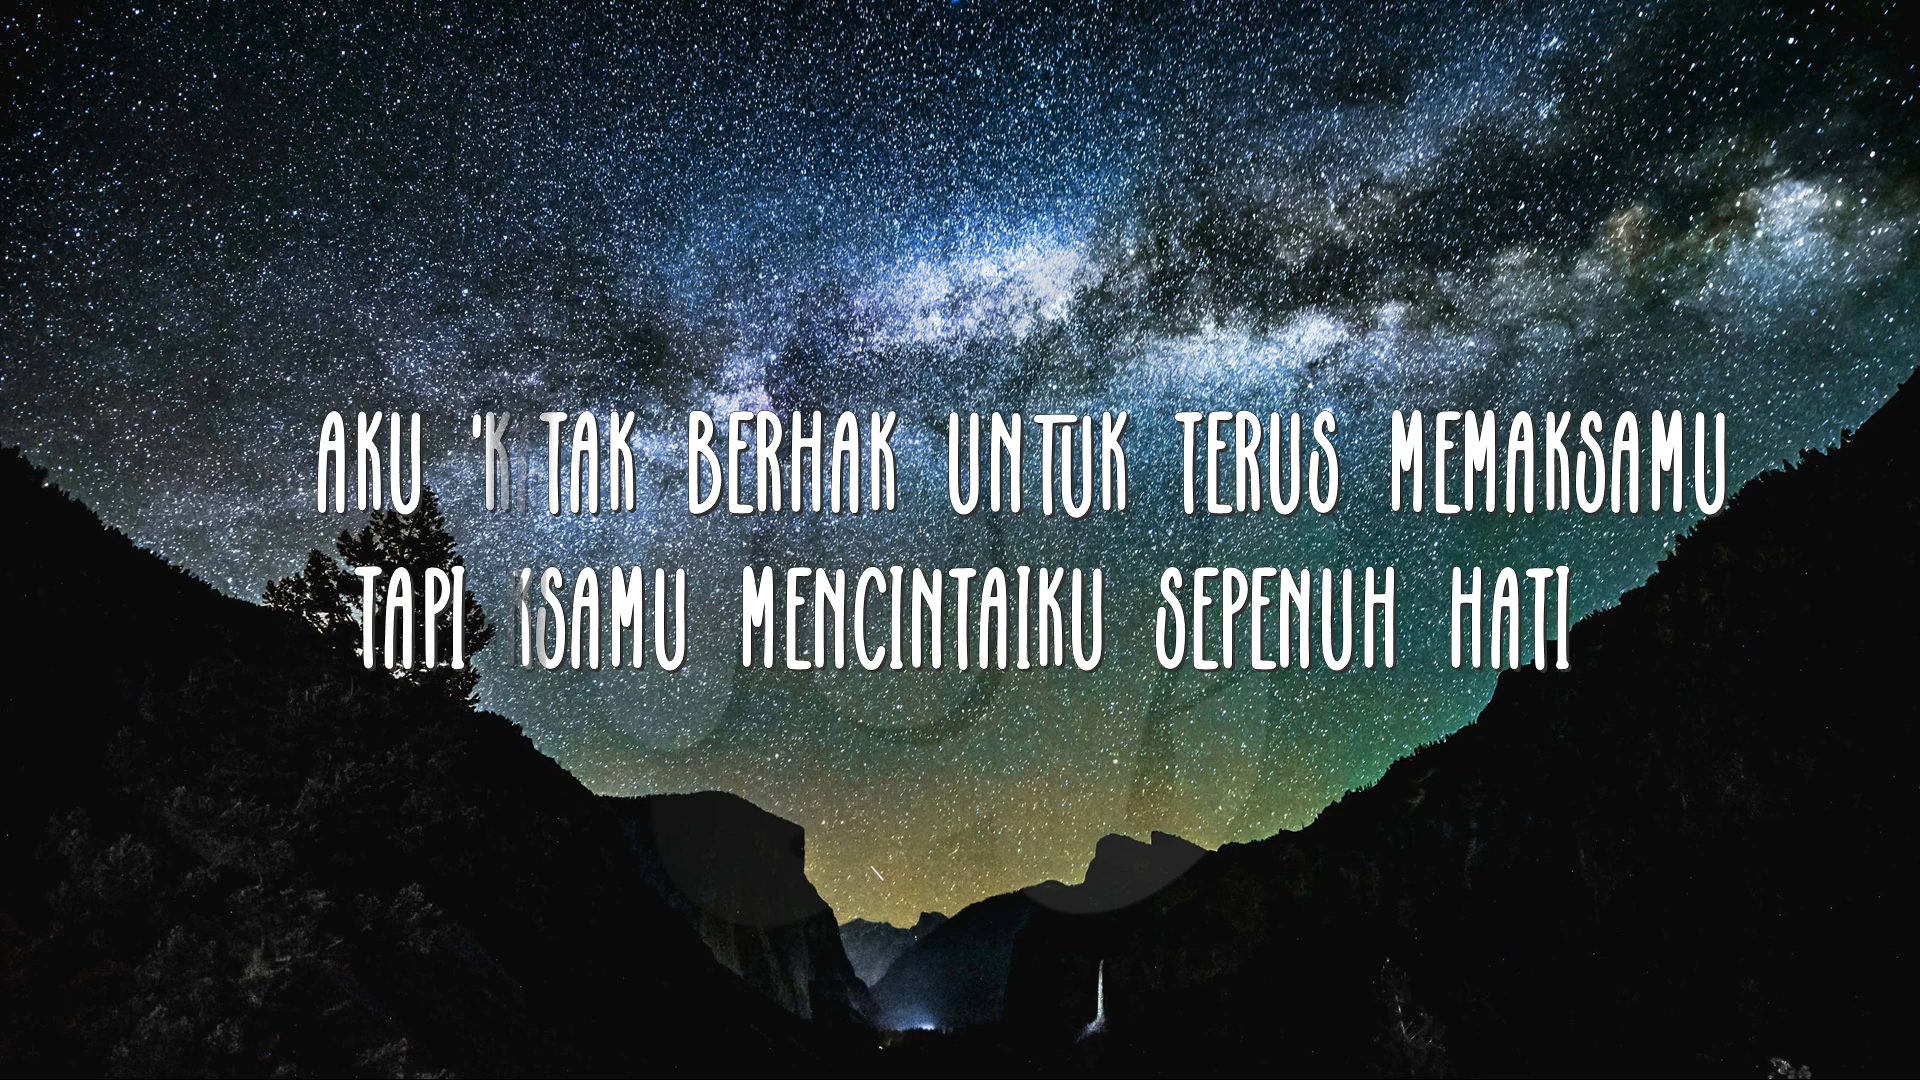 AKU TAK BERHAK UNTUK TERUS MEMAKSAMU
TAPI KSAMU MENCINTAIKU SEPENUH HATI